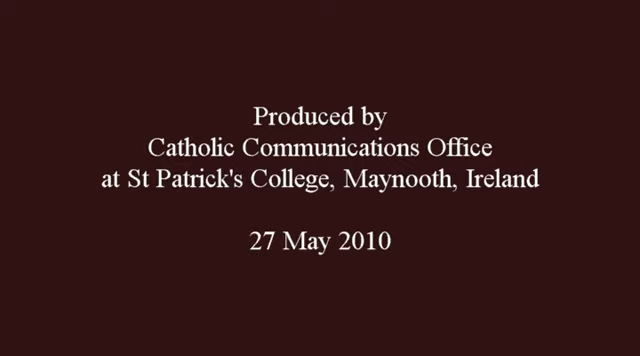 Produced by
Catholic Communications Office
at St Patrick's College, Maynooth, Ireland
27 May 2010